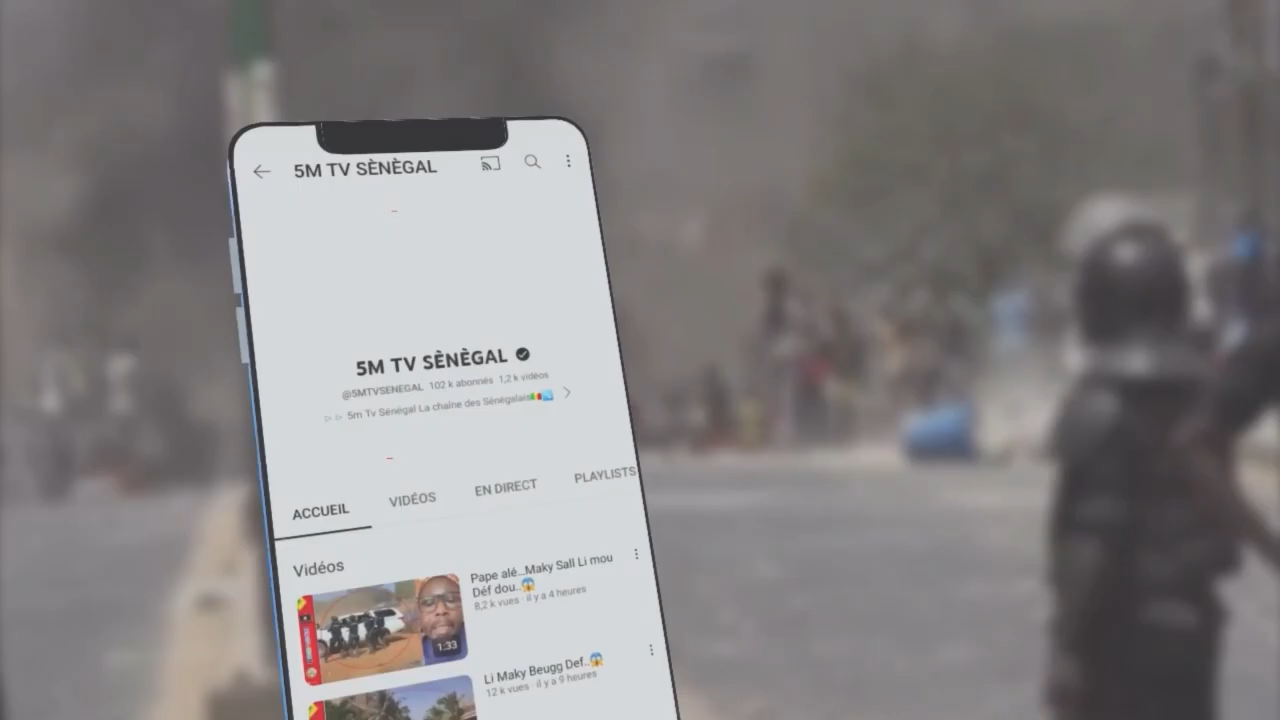 5M TV SÈNÈGAL
5M TV SÈNÈGAL
@5MTVSENEGAL 102 k abonnés 1,2 k vidéos
5m Tv Sénégal La chaîne des Sénégalais🇸🇳
ACCUEIL VIDÉOS EN DIRECT PLAYLISTS
Vidéos
Pape alé...Maky Sall Li mou
Déf dou..😱
8,2 k vues · il y a 4 heures
1:33
Li Maky Beugg Def..😱
12 k vues · il y a 9 heures